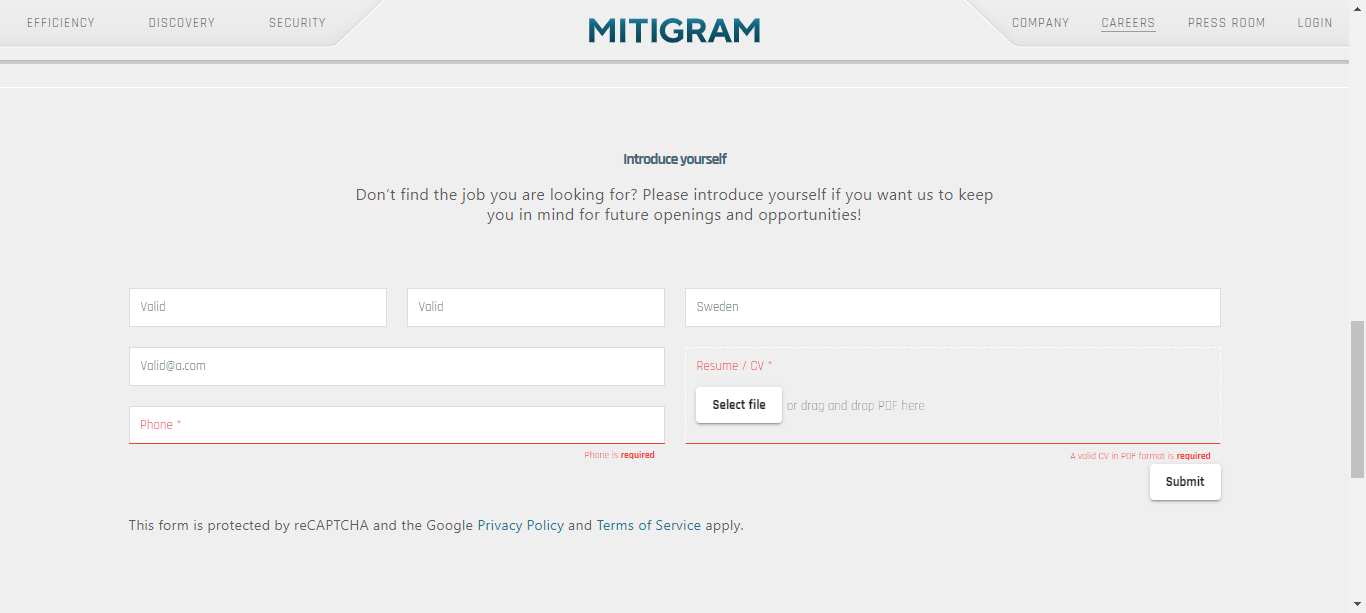 EFFICIENCY
DISCOVERY
SECURITY
MITIGRAM
COMPANY
CAREERS
PRESS ROOM
LOGIN
Introduce yourself
Don't find the job you are looking for? Please introduce yourself if you want us to keep
you in mind for future openings and opportunities!
Valid
Valid
Sweden
Valid@a.com
Resume / CV *
Select file
or drag and drop PDF here
Phone *
Phone is required
A valid CV in PDF format is required
Submit
This form is protected by reCAPTCHA and the Google Privacy Policy and Terms of Service apply.